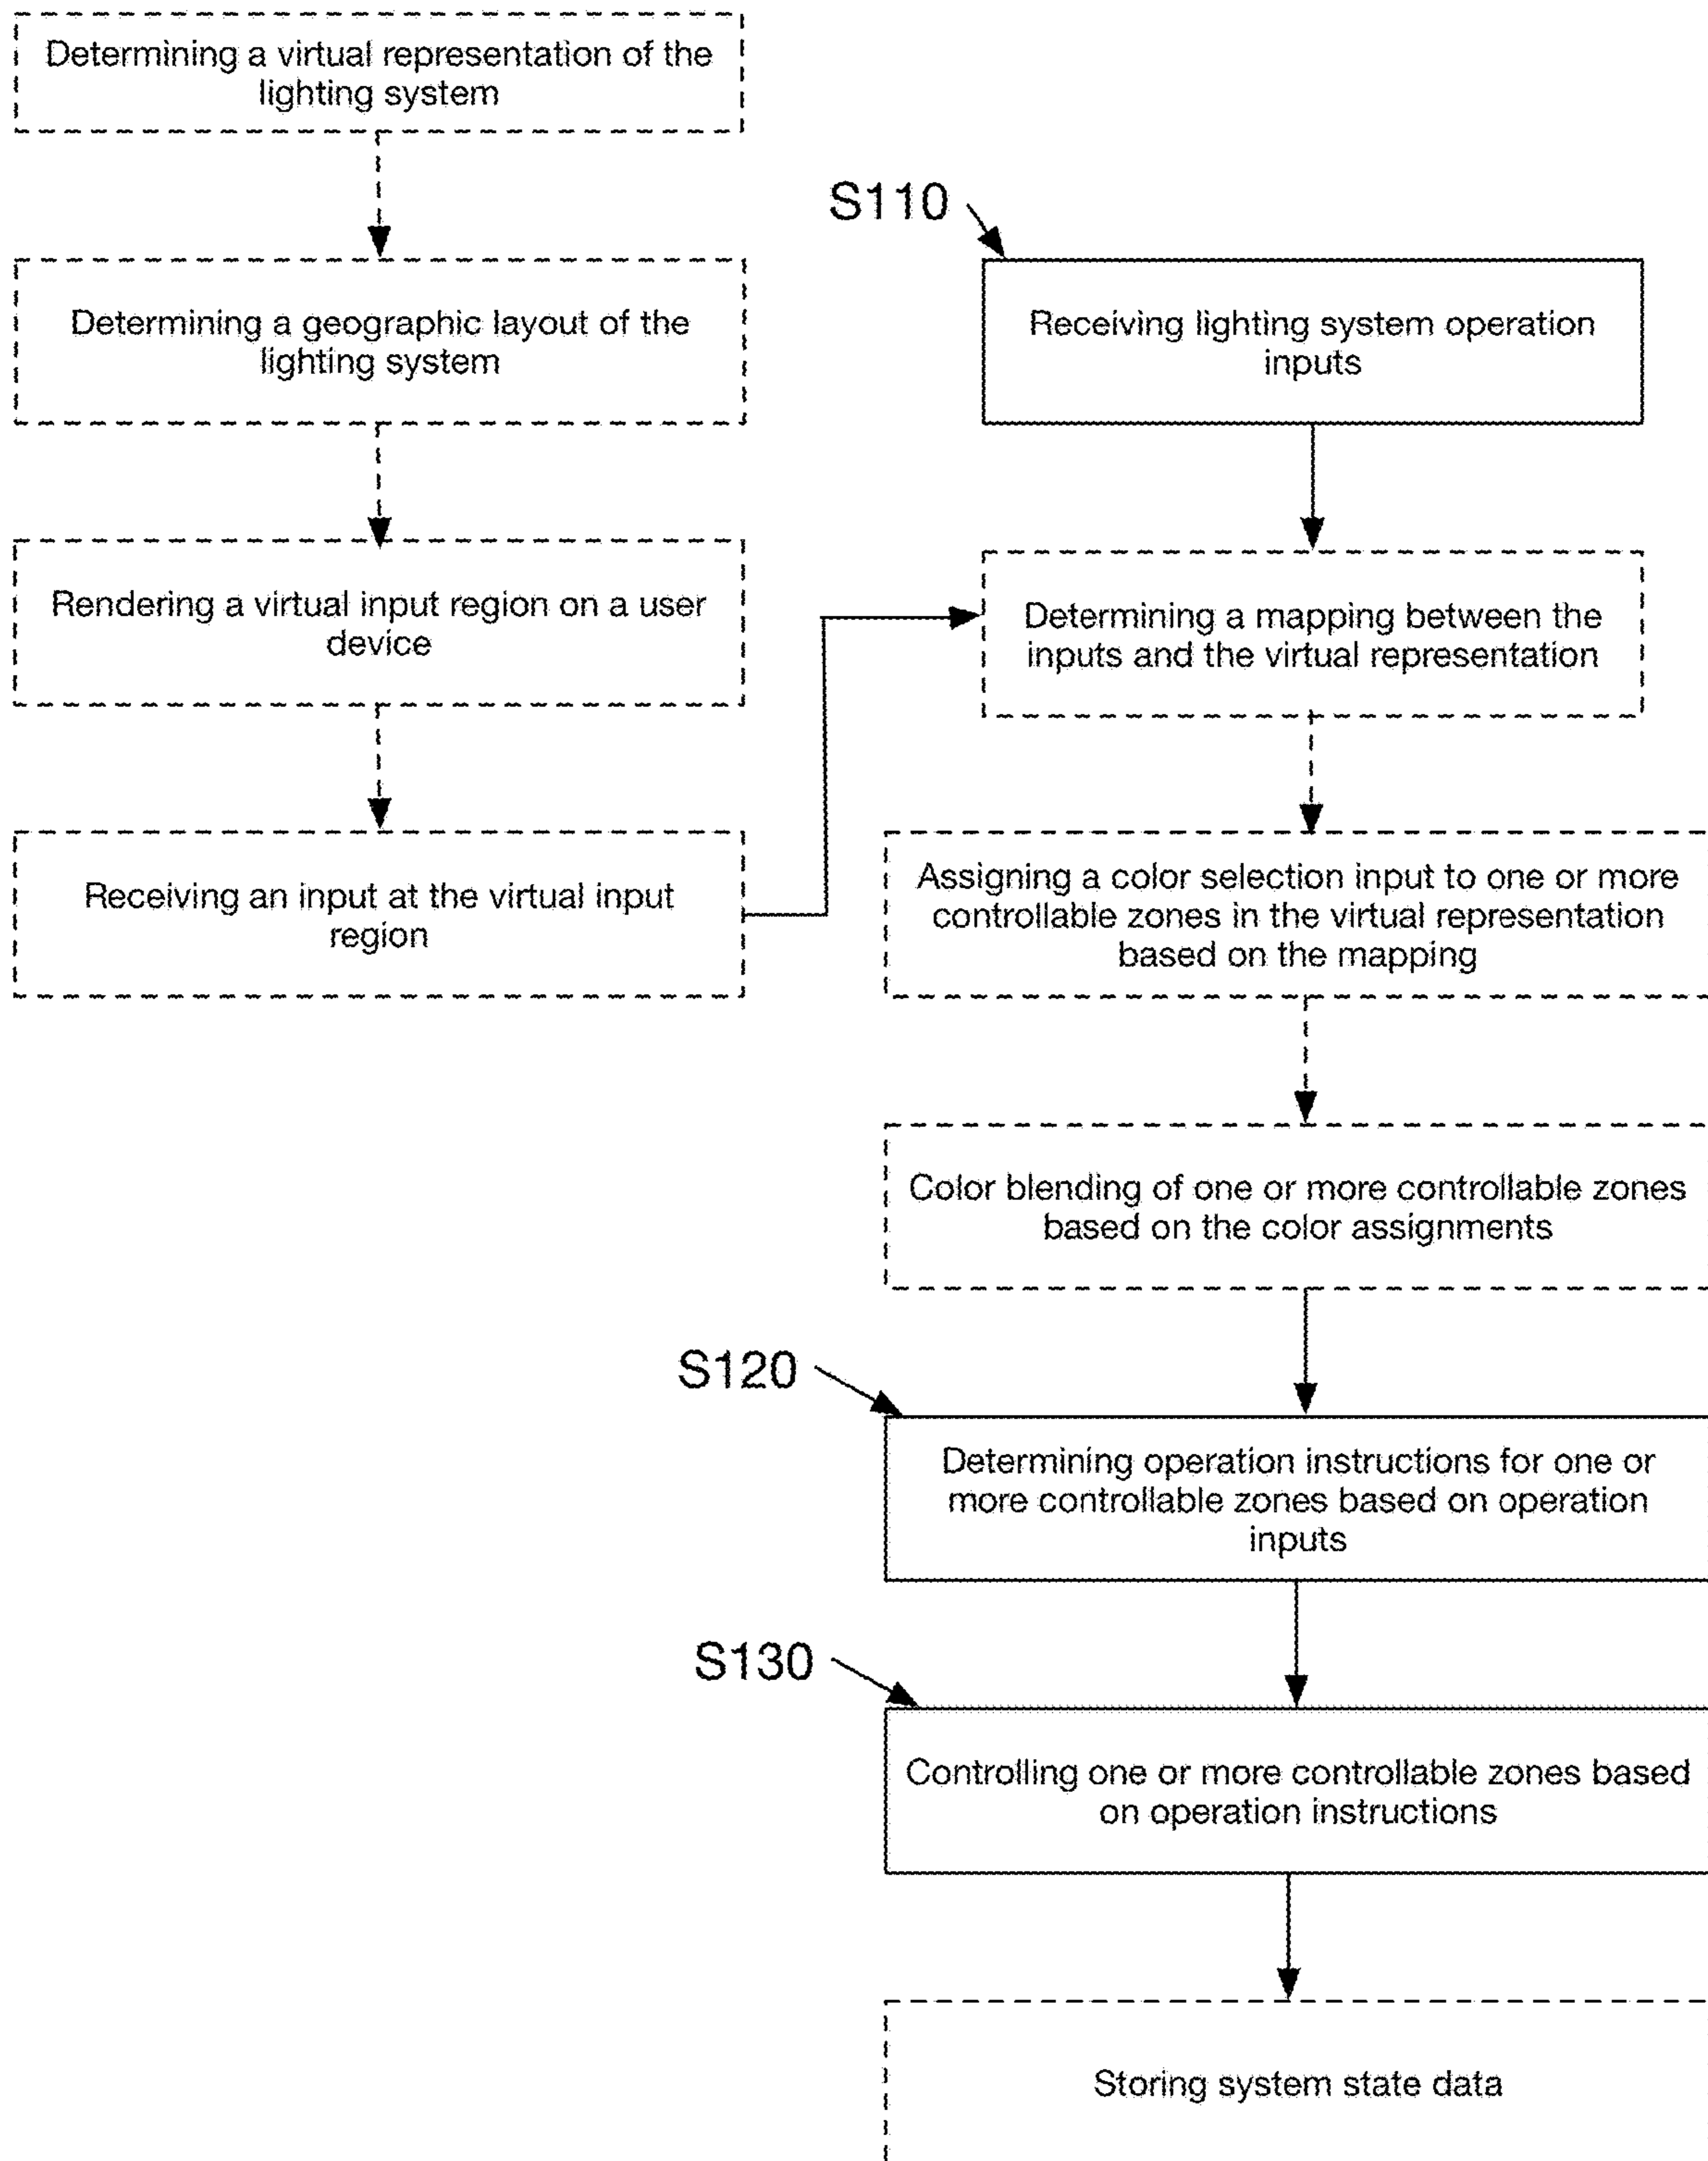 Determining a virtual representation of the
lighting system
Determining a geographic layout of the
lighting system
Rendering a virtual input region on a user
device
Receiving an input at the virtual input
region
S110
Receiving lighting system operation
inputs
Determining a mapping between the
inputs and the virtual representation
Assigning a color selection input to one or more
controllable zones in the virtual representation
based on the mapping
Color blending of one or more controllable zones
based on the color assignments
S120
Determining operation instructions for one or
more controllable zones based on operation
inputs
S130
Controlling one or more controllable zones based
on operation instructions
Storing system state data